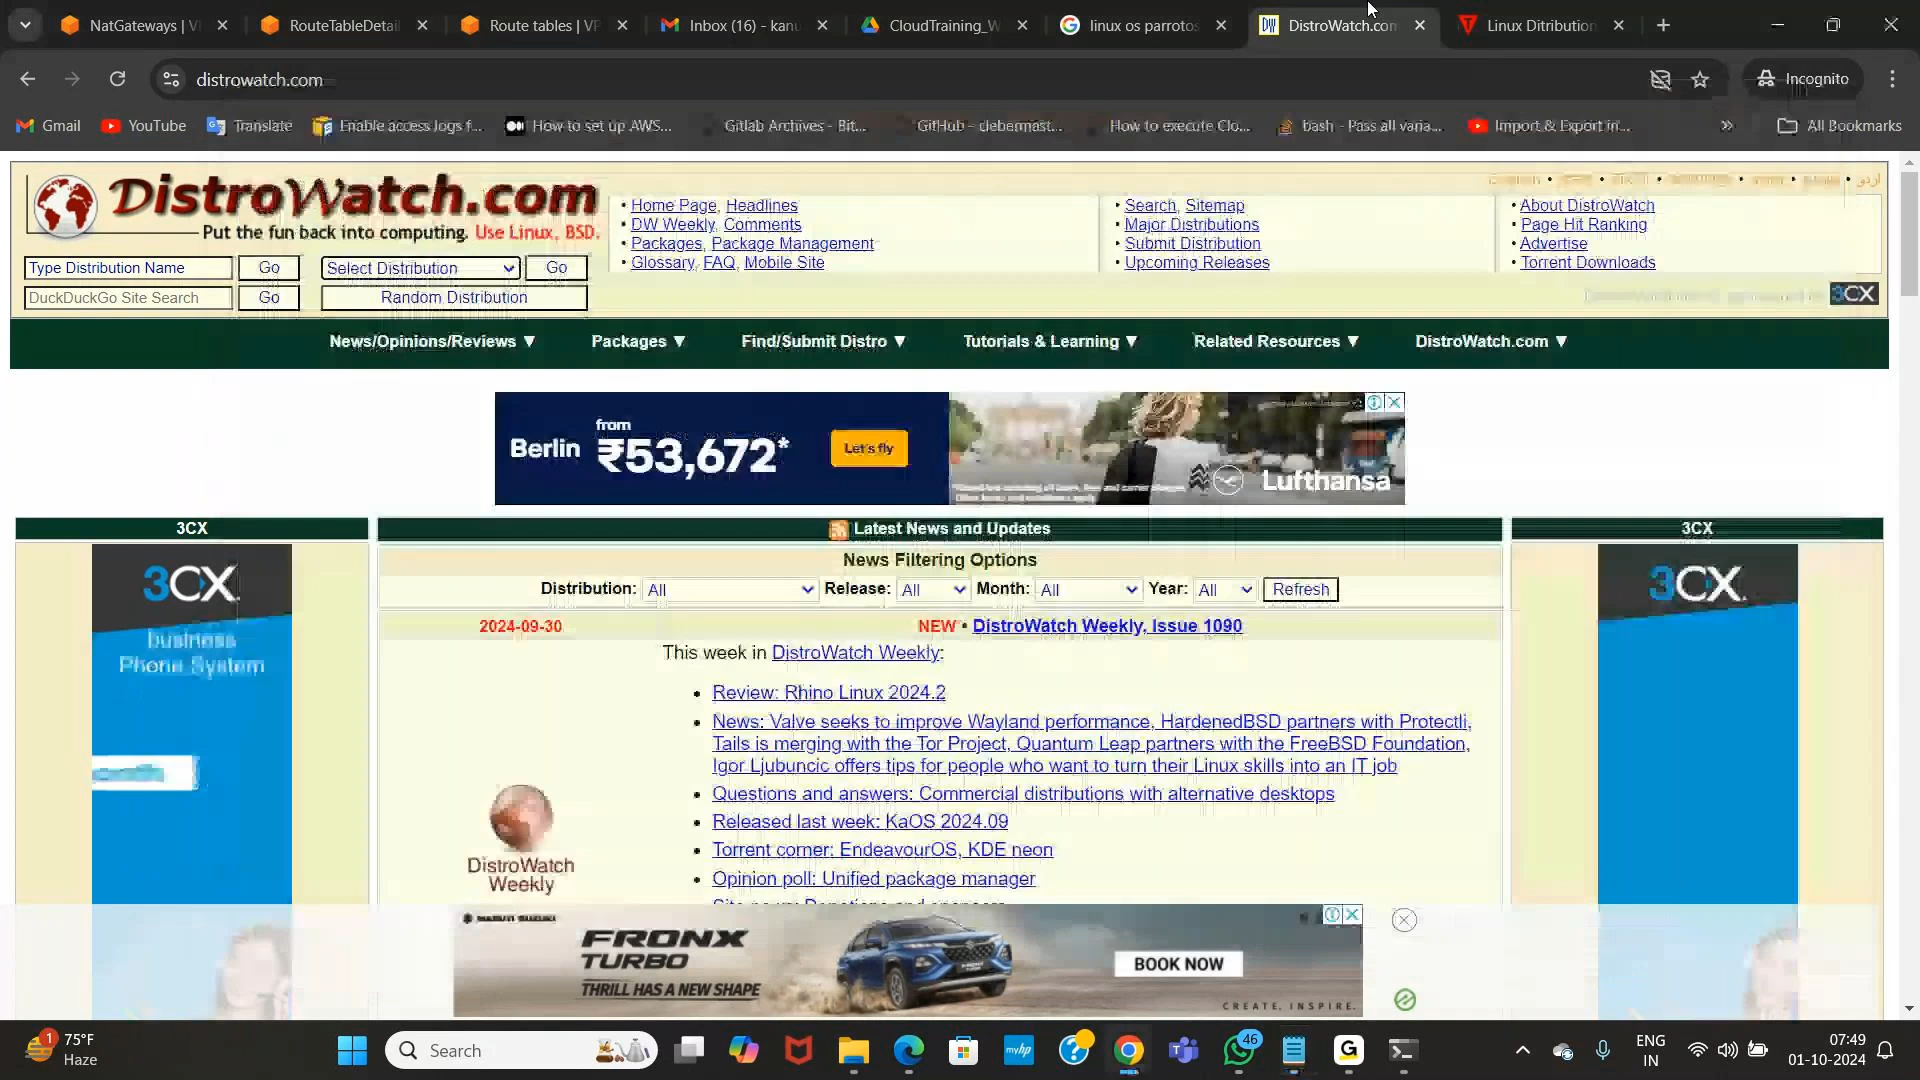 NatGateways | V
RouteTableDetail
Route tables | VP
Inbox (16) - kanu
CloudTraining_W
linux os parrotos
DistroWatch.com
Linux Ditribution
distrowatch.com
Incognito
Gmail
YouTube
Translate
Enable access logs f...
How to set up AWS...
Gitlab Archives - Bit...
GitHub - clebermast...
How to execute Clo...
bash - Pass all varia...
Import & Export in...
All Bookmarks
DistroWatch.com
Put the fun back into computing. Use Linux, BSD.
اردو
• Home Page, Headlines
• DW Weekly, Comments
• Packages, Package Management
• Glossary, FAQ, Mobile Site
• Search, Sitemap
• Major Distributions
• Submit Distribution
• Upcoming Releases
• About DistroWatch
• Page Hit Ranking
• Advertise
• Torrent Downloads
Type Distribution Name Go Select Distribution Go
DuckDuckGo Site Search Go Random Distribution
3CX
News/Opinions/Reviews ▼ Packages ▼ Find/Submit Distro ▼ Tutorials & Learning ▼ Related Resources ▼ DistroWatch.com ▼
Berlin from ₹53,672* Let's fly
Lufthansa
3CX
Latest News and Updates
3CX
News Filtering Options
Distribution: All Release: All Month: All Year: All Refresh
2024-09-30 NEW • DistroWatch Weekly, Issue 1090
This week in DistroWatch Weekly:
• Review: Rhino Linux 2024.2
• News: Valve seeks to improve Wayland performance, HardenedBSD partners with Protectli,
Tails is merging with the Tor Project, Quantum Leap partners with the FreeBSD Foundation,
Igor Ljubuncic offers tips for people who want to turn their Linux skills into an IT job
• Questions and answers: Commercial distributions with alternative desktops
• Released last week: KaOS 2024.09
• Torrent corner: EndeavourOS, KDE neon
• Opinion poll: Unified package manager
DistroWatch
Weekly
3CX
business
Phone System
3CX
MARUTI SUZUKI
FRONX
TURBO
THRILL HAS A NEW SHAPE
BOOK NOW
CREATE. INSPIRE.
1
75°F
Haze
Search
myhp
46
ENG
IN
07:49
01-10-2024